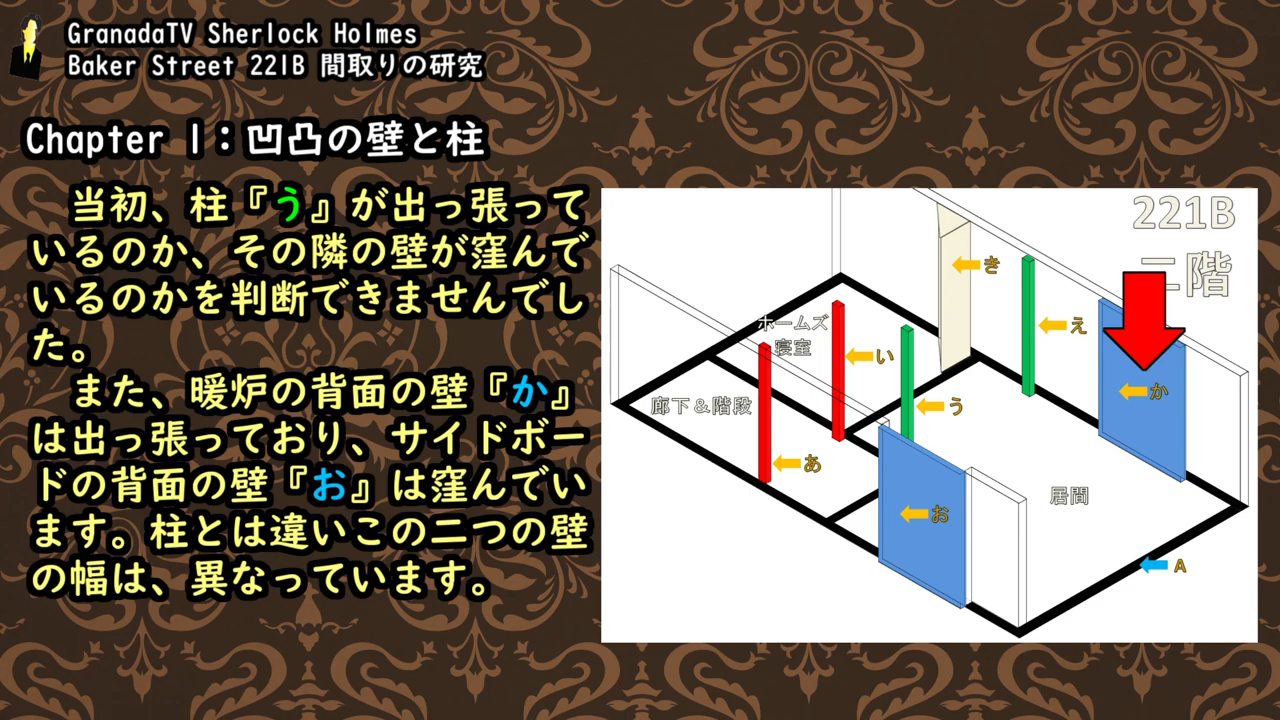 GranadaTV Sherlock Holmes
Baker Street 221B 間取りの研究
Chapter 1：凹凸の壁と柱
当初、柱『う』が出っ張って
いるのか、その隣の壁が窪んで
いるのかを判断できませんでし
た。
また、暖炉の背面の壁『か』
は出っ張っており、サイドボー
ドの背面の壁『お』は窪んでい
ます。柱とは違いこの二つの壁
の幅は、異なっています。
221B
二階
き
え
か
ホームズ
寝室
い
廊下＆階段
う
あ
居間
お
A